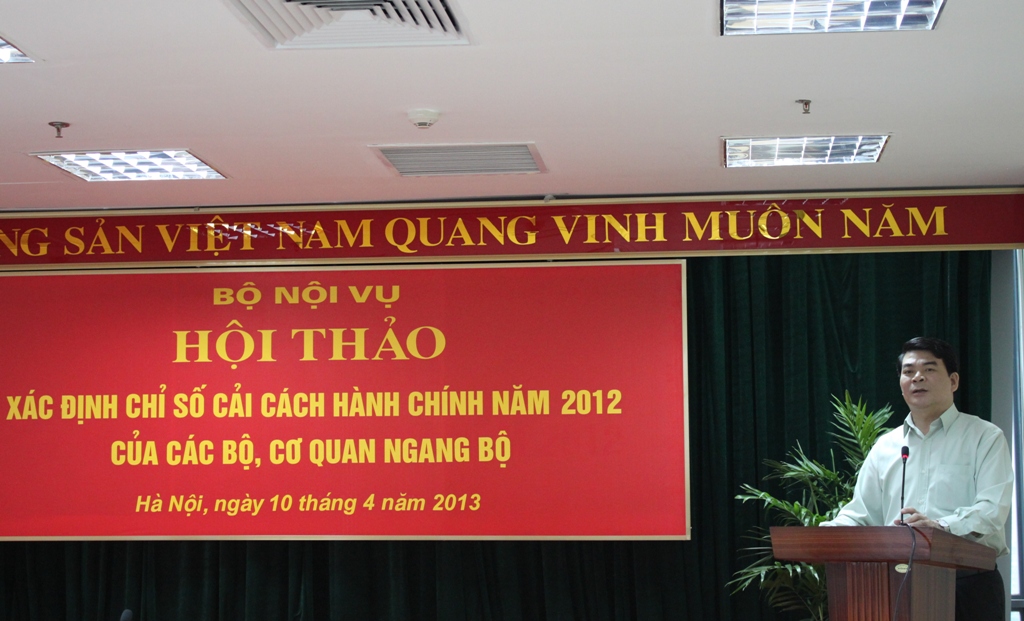 NG SẢN VIỆT NAM QUANG VINH MUÔN NĂM
BỘ NỘI VỤ
HỘI THẢO
XÁC ĐỊNH CHỈ SỐ CẢI CÁCH HÀNH CHÍNH NĂM 2012
CỦA CÁC BỘ, CƠ QUAN NGANG BỘ
Hà Nội, ngày 10 tháng 4 năm 2013